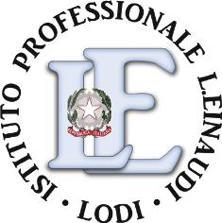 ISTITUTO PROFESSIONALE L.EINAUDI
· LODI ·
LE